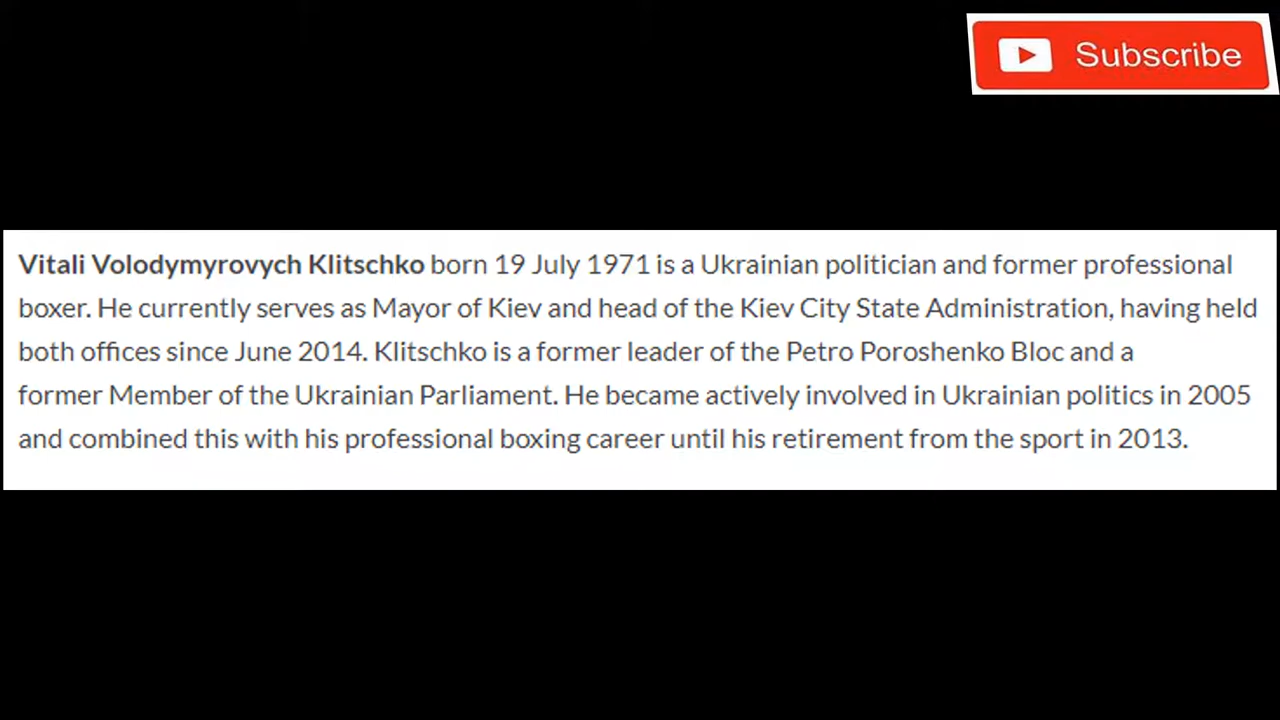 Subscribe
Vitali Volodymyrovych Klitschko born 19 July 1971 is a Ukrainian politician and former professional
boxer. He currently serves as Mayor of Kiev and head of the Kiev City State Administration, having held
both offices since June 2014. Klitschko is a former leader of the Petro Poroshenko Bloc and a
former Member of the Ukrainian Parliament. He became actively involved in Ukrainian politics in 2005
and combined this with his professional boxing career until his retirement from the sport in 2013.